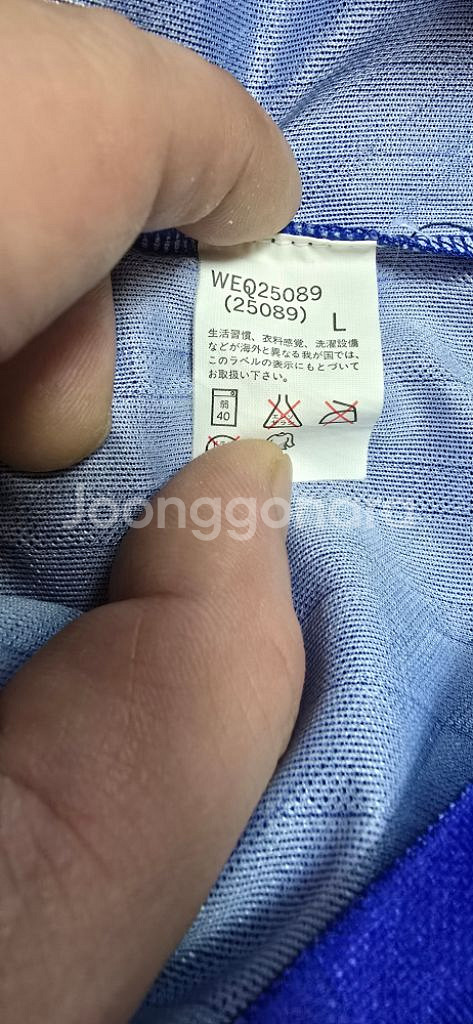 WEQ25089
(25089)
L
生活習慣、衣料感覚、洗濯設備
などが海外と異なる我が国では、
このラベルの表示にもとづいて
お取扱い下さい。
弱
40
Joonggonara